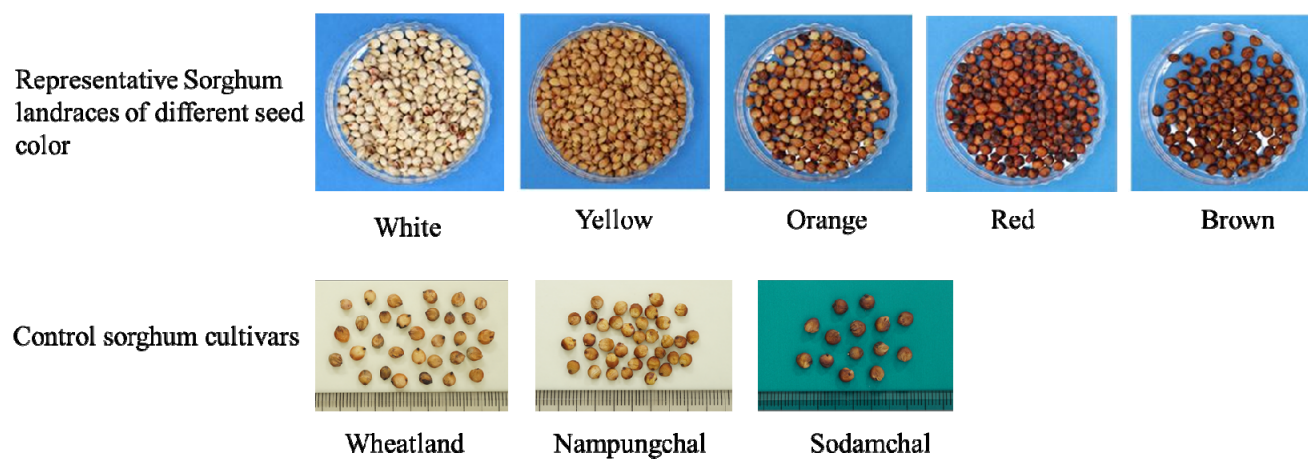 Representative Sorghum
landraces of different seed
color
White
Yellow
Orange
Red
Brown
Control sorghum cultivars
Wheatland
Nampungchal
Sodamchal